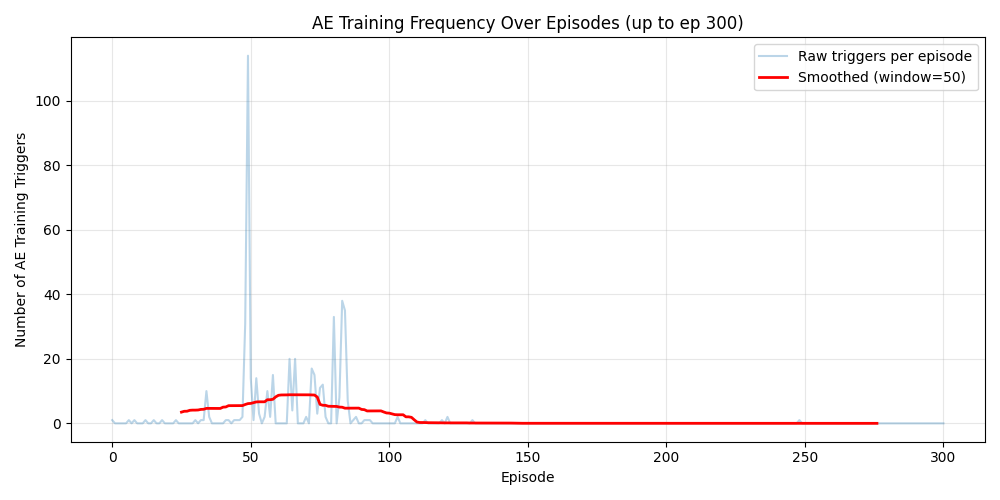 AE Training Frequency Over Episodes (up to ep 300)
Raw triggers per episode
Smoothed (window=50)
Number of AE Training Triggers
100
80
60
40
20
0
0
50
100
150
200
250
300
Episode